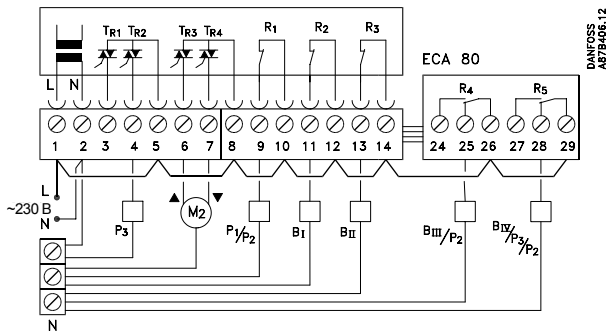 TR1 TR2 TR3 TR4 R1 R2 R3
L N
ECA 80
R4 R5
DANFOSS
A87B406.12
1 2 3 4 5 6 7 8 9 10 11 12 13 14 24 25 26 27 28 29
L
~230 В
N
P3 M2 P1/P2 BI BII BIII/P2 BIV/P3/P2
N